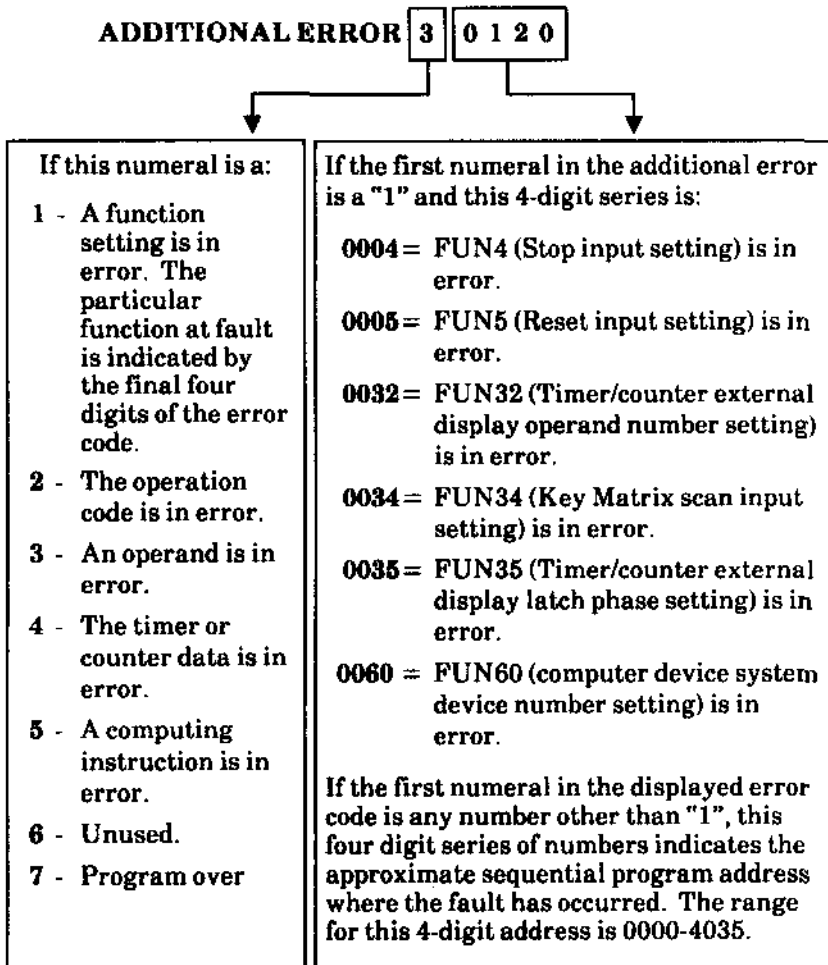 ADDITIONAL ERROR 3 0 1 2 0
If this numeral is a:
1 - A function
setting is in
error. The
particular
function at fault
is indicated by
the final four
digits of the error
code.
2 - The operation
code is in error.
3 - An operand is in
error.
4 - The timer or
counter data is in
error.
5 - A computing
instruction is in
error.
6 - Unused.
7 - Program over
If the first numeral in the additional error
is a "1" and this 4-digit series is:
0004 = FUN4 (Stop input setting) is in
error.
0005 = FUN5 (Reset input setting) is in
error.
0032 = FUN32 (Timer/counter external
display operand number setting)
is in error.
0034 = FUN34 (Key Matrix scan input
setting) is in error.
0035 = FUN35 (Timer/counter external
display latch phase setting) is in
error.
0060 = FUN60 (computer device system
device number setting) is in
error.
If the first numeral in the displayed error
code is any number other than "1", this
four digit series of numbers indicates the
approximate sequential program address
where the fault has occurred. The range
for this 4-digit address is 0000-4035.